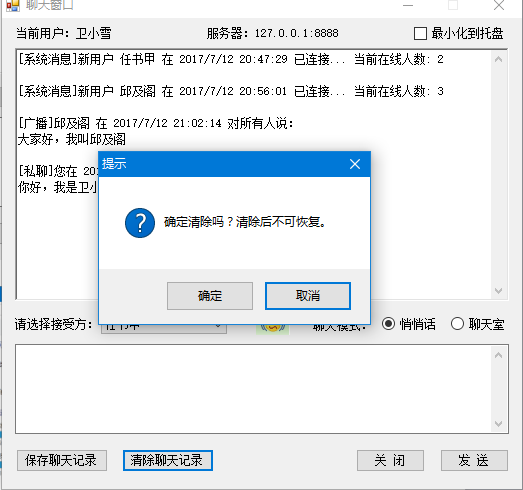 聊天窗口
当前用户：卫小雪 服务器：127.0.0.1:8888 最小化到托盘
[系统消息]新用户 任书甲 在 2017/7/12 20:47:29 已连接... 当前在线人数: 2
[系统消息]新用户 邱及阁 在 2017/7/12 20:56:01 已连接... 当前在线人数: 3
[广播]邱及阁 在 2017/7/12 21:02:14 对所有人说:
大家好，我叫邱及阁
[私聊]您在 20
你好，我是卫小
提示
确定清除吗？清除后不可恢复。
确定 取消
请选择接受方： 任书甲 聊天模式： 悄悄话 聊天室
保存聊天记录 清除聊天记录 关 闭 发 送